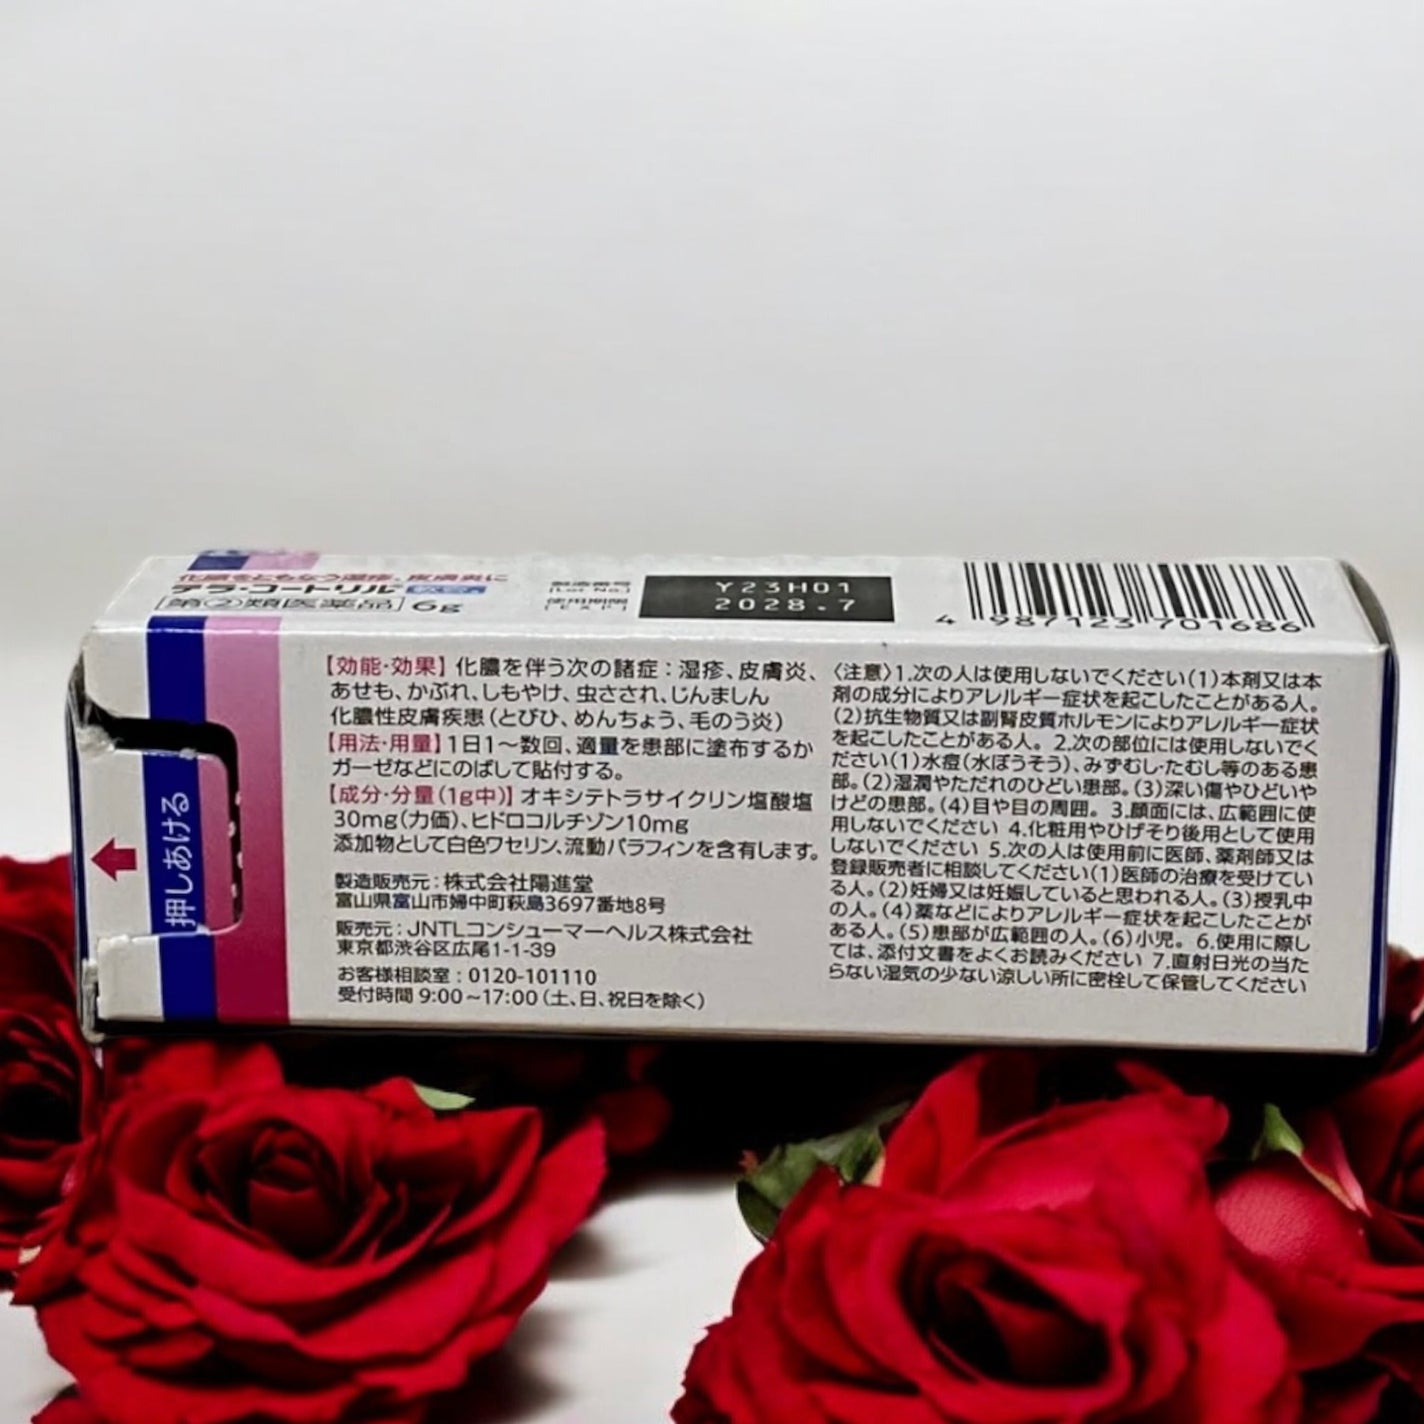 化膿をともなう湿疹、皮膚炎に
テラ・コートリル 軟膏a
第②類医薬品 6g
製造番号
[Lot No.]
使用期限
[EXP]
Y23H01
2028.7
4 987123 701686
押しあける
【効能・効果】化膿を伴う次の諸症：湿疹、皮膚炎、
あせも、かぶれ、しもやけ、虫さされ、じんましん
化膿性皮膚疾患（とびひ、めんちょう、毛のう炎）
【用法・用量】1日1～数回、適量を患部に塗布するか
ガーゼなどにのばして貼付する。
【成分・分量（1g中）】オキシテトラサイクリン塩酸塩
30mg（力価）、ヒドロコルチゾン10mg
添加物として白色ワセリン、流動パラフィンを含有します。
製造販売元：株式会社陽進堂
富山県富山市婦中町萩島3697番地8号
販売元：JNTLコンシューマーヘルス株式会社
東京都渋谷区広尾1-1-39
お客様相談室：0120-101110
受付時間 9:00～17:00（土、日、祝日を除く）
〈注意〉1.次の人は使用しないでください（1）本剤又は本
剤の成分によりアレルギー症状を起こしたことがある人。
（2）抗生物質又は副腎皮質ホルモンによりアレルギー症状
を起こしたことがある人。 2.次の部位には使用しないでく
ださい（1）水痘（水ぼうそう）、みずむし・たむし等のある患
部。（2）湿潤やただれのひどい患部。（3）深い傷やひどいや
けどの患部。（4）目や目の周囲。 3.顔面には、広範囲に使
用しないでください 4.化粧用やひげそり後用として使用
しないでください 5.次の人は使用前に医師、薬剤師又は
登録販売者に相談してください（1）医師の治療を受けてい
る人。（2）妊婦又は妊娠していると思われる人。（3）授乳中
の人。（4）薬などによりアレルギー症状を起こしたことが
ある人。（5）患部が広範囲の人。（6）小児。 6.使用に際し
ては、添付文書をよくお読みください 7.直射日光の当た
らない湿気の少ない涼しい所に密栓して保管してください